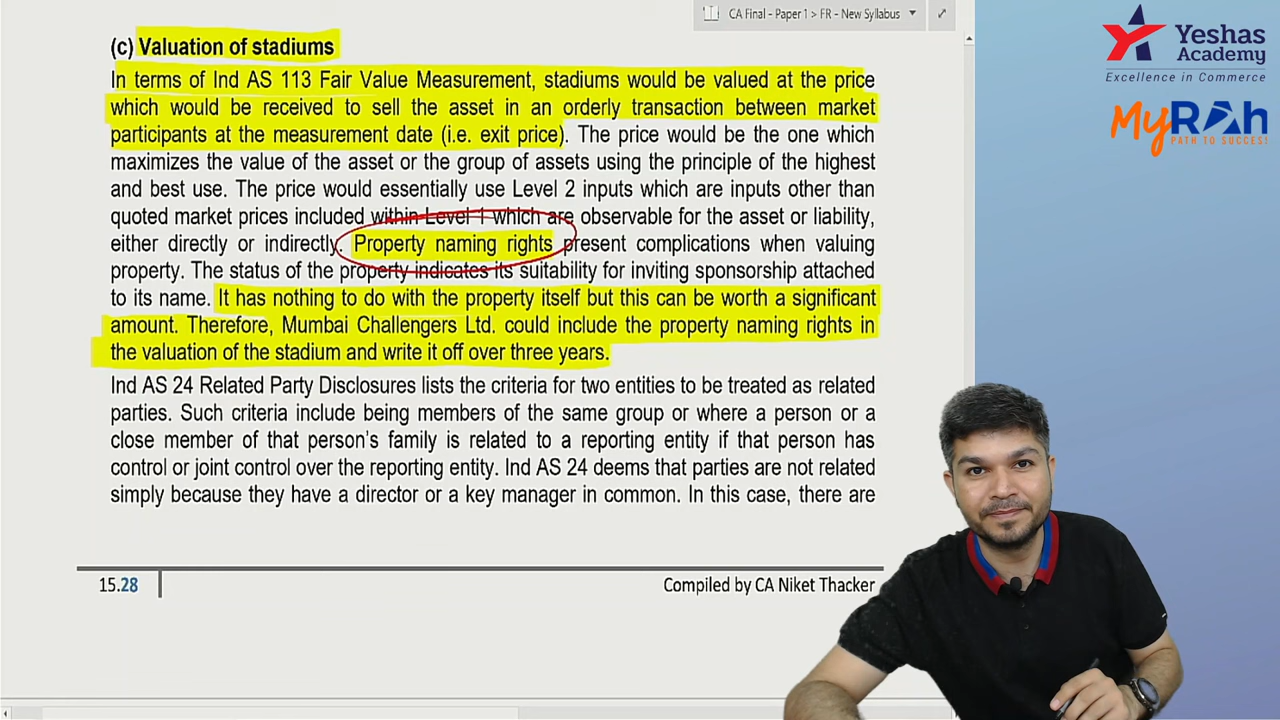 CA Final - Paper 1 > FR - New Syllabus
Yeshas
Academy
Excellence in Commerce
MyRAh
PATH TO SUCCESS!
(c) Valuation of stadiums
In terms of Ind AS 113 Fair Value Measurement, stadiums would be valued at the price
which would be received to sell the asset in an orderly transaction between market
participants at the measurement date (i.e. exit price). The price would be the one which
maximizes the value of the asset or the group of assets using the principle of the highest
and best use. The price would essentially use Level 2 inputs which are inputs other than
quoted market prices included within Level 1 which are observable for the asset or liability,
either directly or indirectly. Property naming rights present complications when valuing
property. The status of the property indicates its suitability for inviting sponsorship attached
to its name. It has nothing to do with the property itself but this can be worth a significant
amount. Therefore, Mumbai Challengers Ltd. could include the property naming rights in
the valuation of the stadium and write it off over three years.
Ind AS 24 Related Party Disclosures lists the criteria for two entities to be treated as related
parties. Such criteria include being members of the same group or where a person or a
close member of that person's family is related to a reporting entity if that person has
control or joint control over the reporting entity. Ind AS 24 deems that parties are not related
simply because they have a director or a key manager in common. In this case, there are
15.28
Compiled by CA Niket Thacker